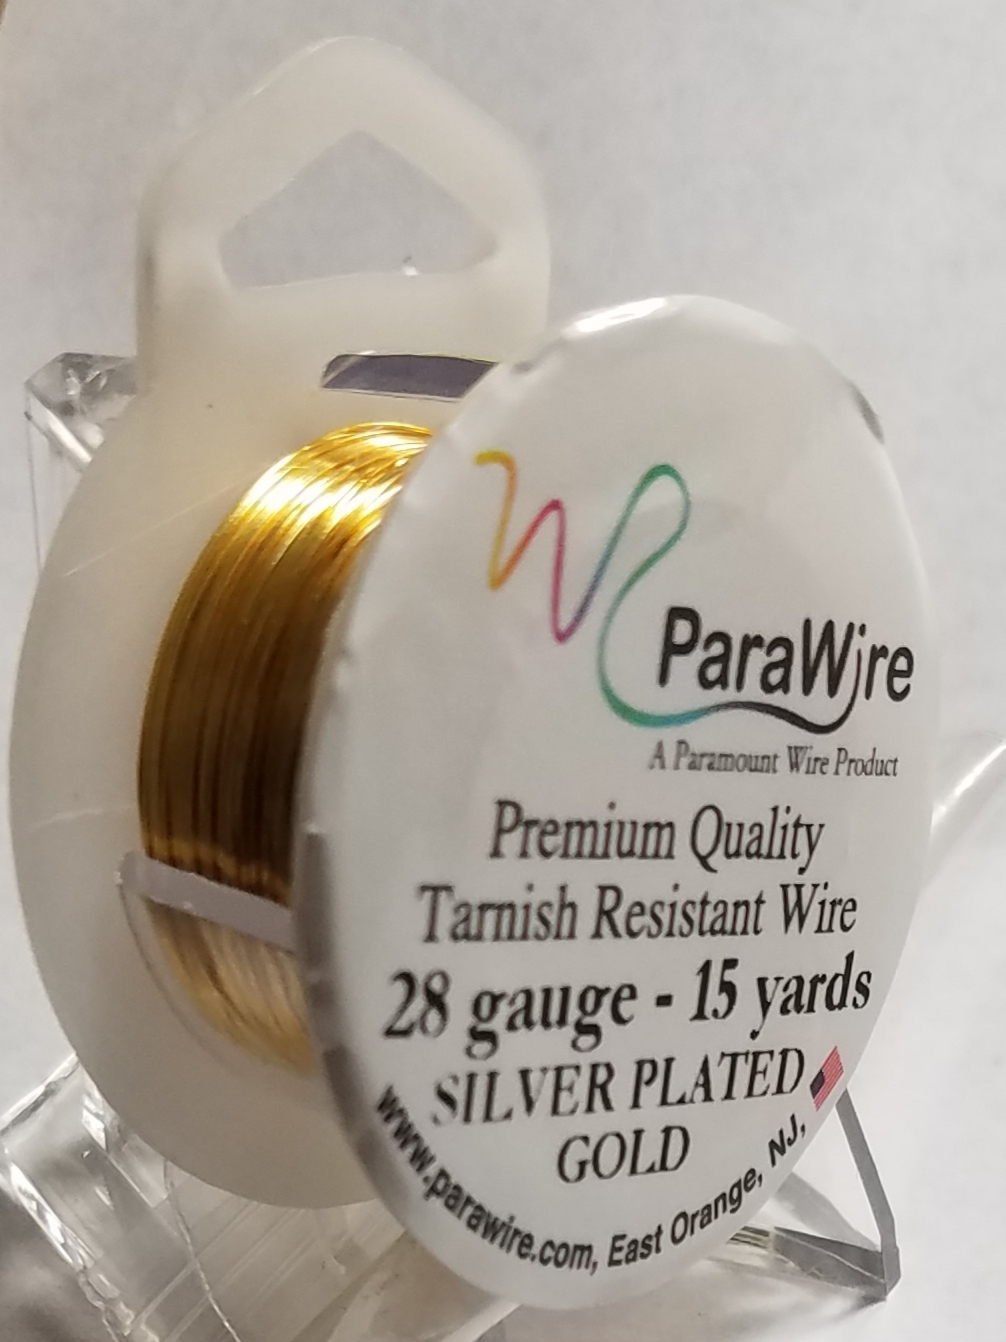 ParaWire
A Paramount Wire Product
Premium Quality
Tarnish Resistant Wire
28 gauge - 15 yards
SILVER PLATED
GOLD
www.parawire.com, East Orange, NJ,